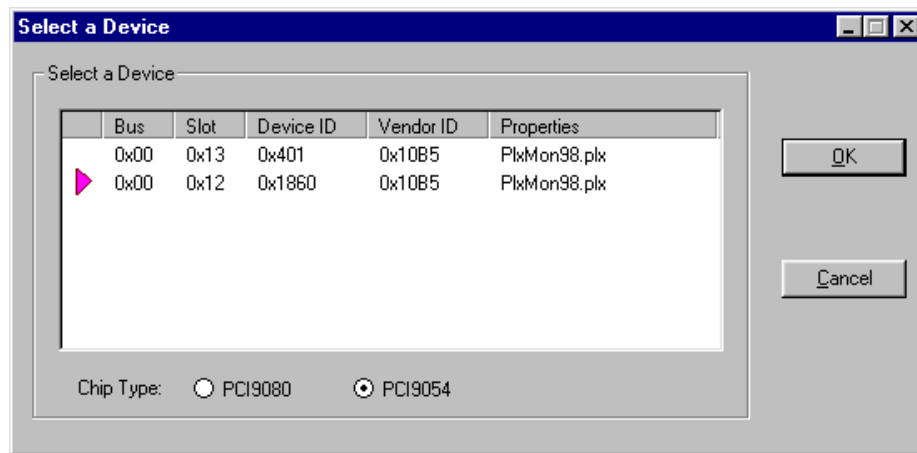 Select a Device
Select a Device
Bus Slot Device ID Vendor ID Properties
0x00 0x13 0x401 0x10B5 PlxMon98.plx
0x00 0x12 0x1860 0x10B5 PlxMon98.plx
OK
Cancel
Chip Type: PCI9080 PCI9054